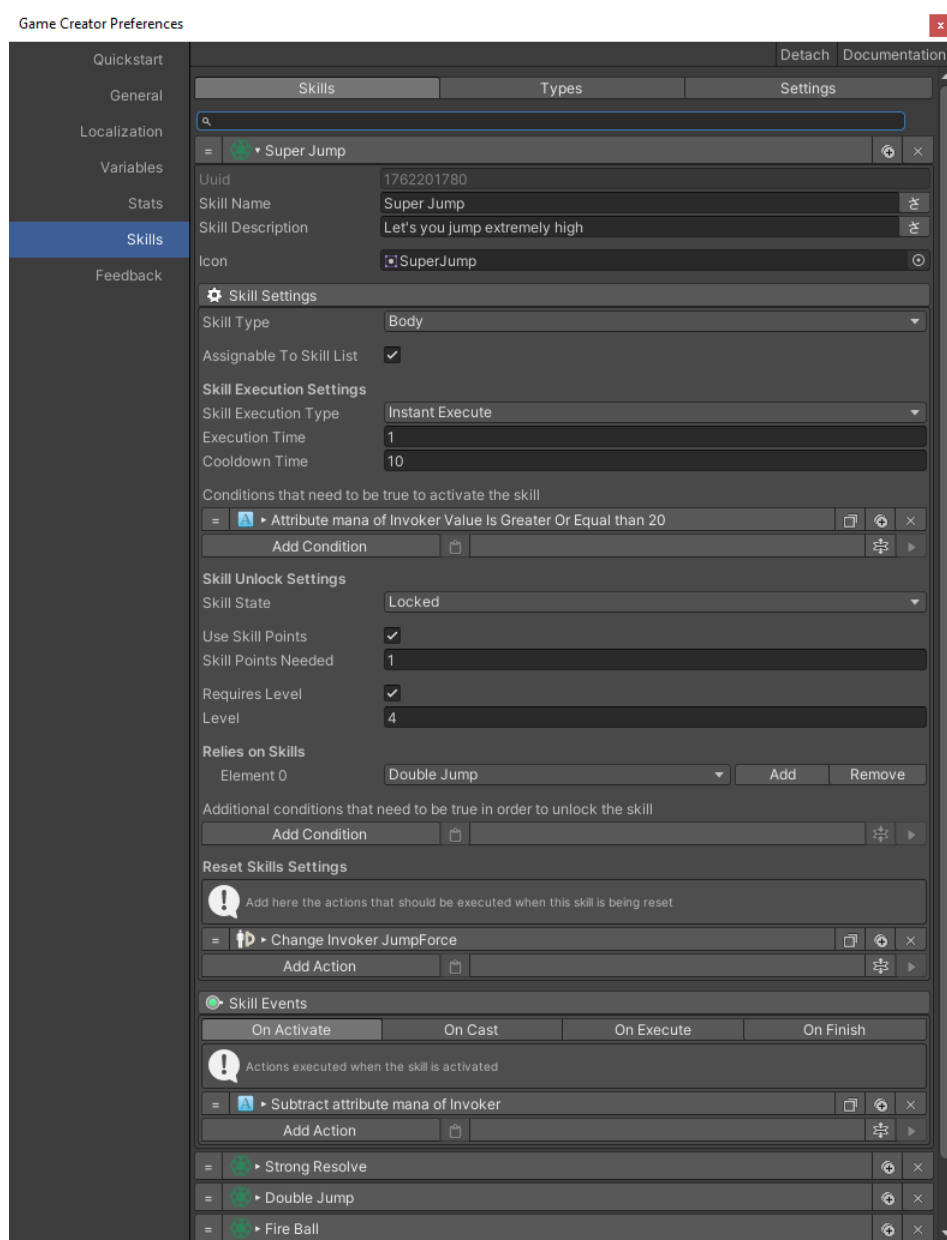 Game Creator Preferences
x
Quickstart
General
Localization
Variables
Stats
Skills
Feedback
Detach Documentation
Skills Types Settings
= Super Jump
Uuid 1762201780
Skill Name Super Jump さ
Skill Description Let's you jump extremely high さ
Icon SuperJump
Skill Settings
Skill Type Body
Assignable To Skill List
Skill Execution Settings
Skill Execution Type Instant Execute
Execution Time 1
Cooldown Time 10
Conditions that need to be true to activate the skill
= A Attribute mana of Invoker Value Is Greater Or Equal than 20
Add Condition
Skill Unlock Settings
Skill State Locked
Use Skill Points
Skill Points Needed 1
Requires Level
Level 4
Relies on Skills
Element 0 Double Jump Add Remove
Additional conditions that need to be true in order to unlock the skill
Add Condition
Reset Skills Settings
! Add here the actions that should be executed when this skill is being reset
= Change Invoker JumpForce
Add Action
Skill Events
On Activate On Cast On Execute On Finish
! Actions executed when the skill is activated
= A Subtract attribute mana of Invoker
Add Action
= Strong Resolve
= Double Jump
= Fire Ball